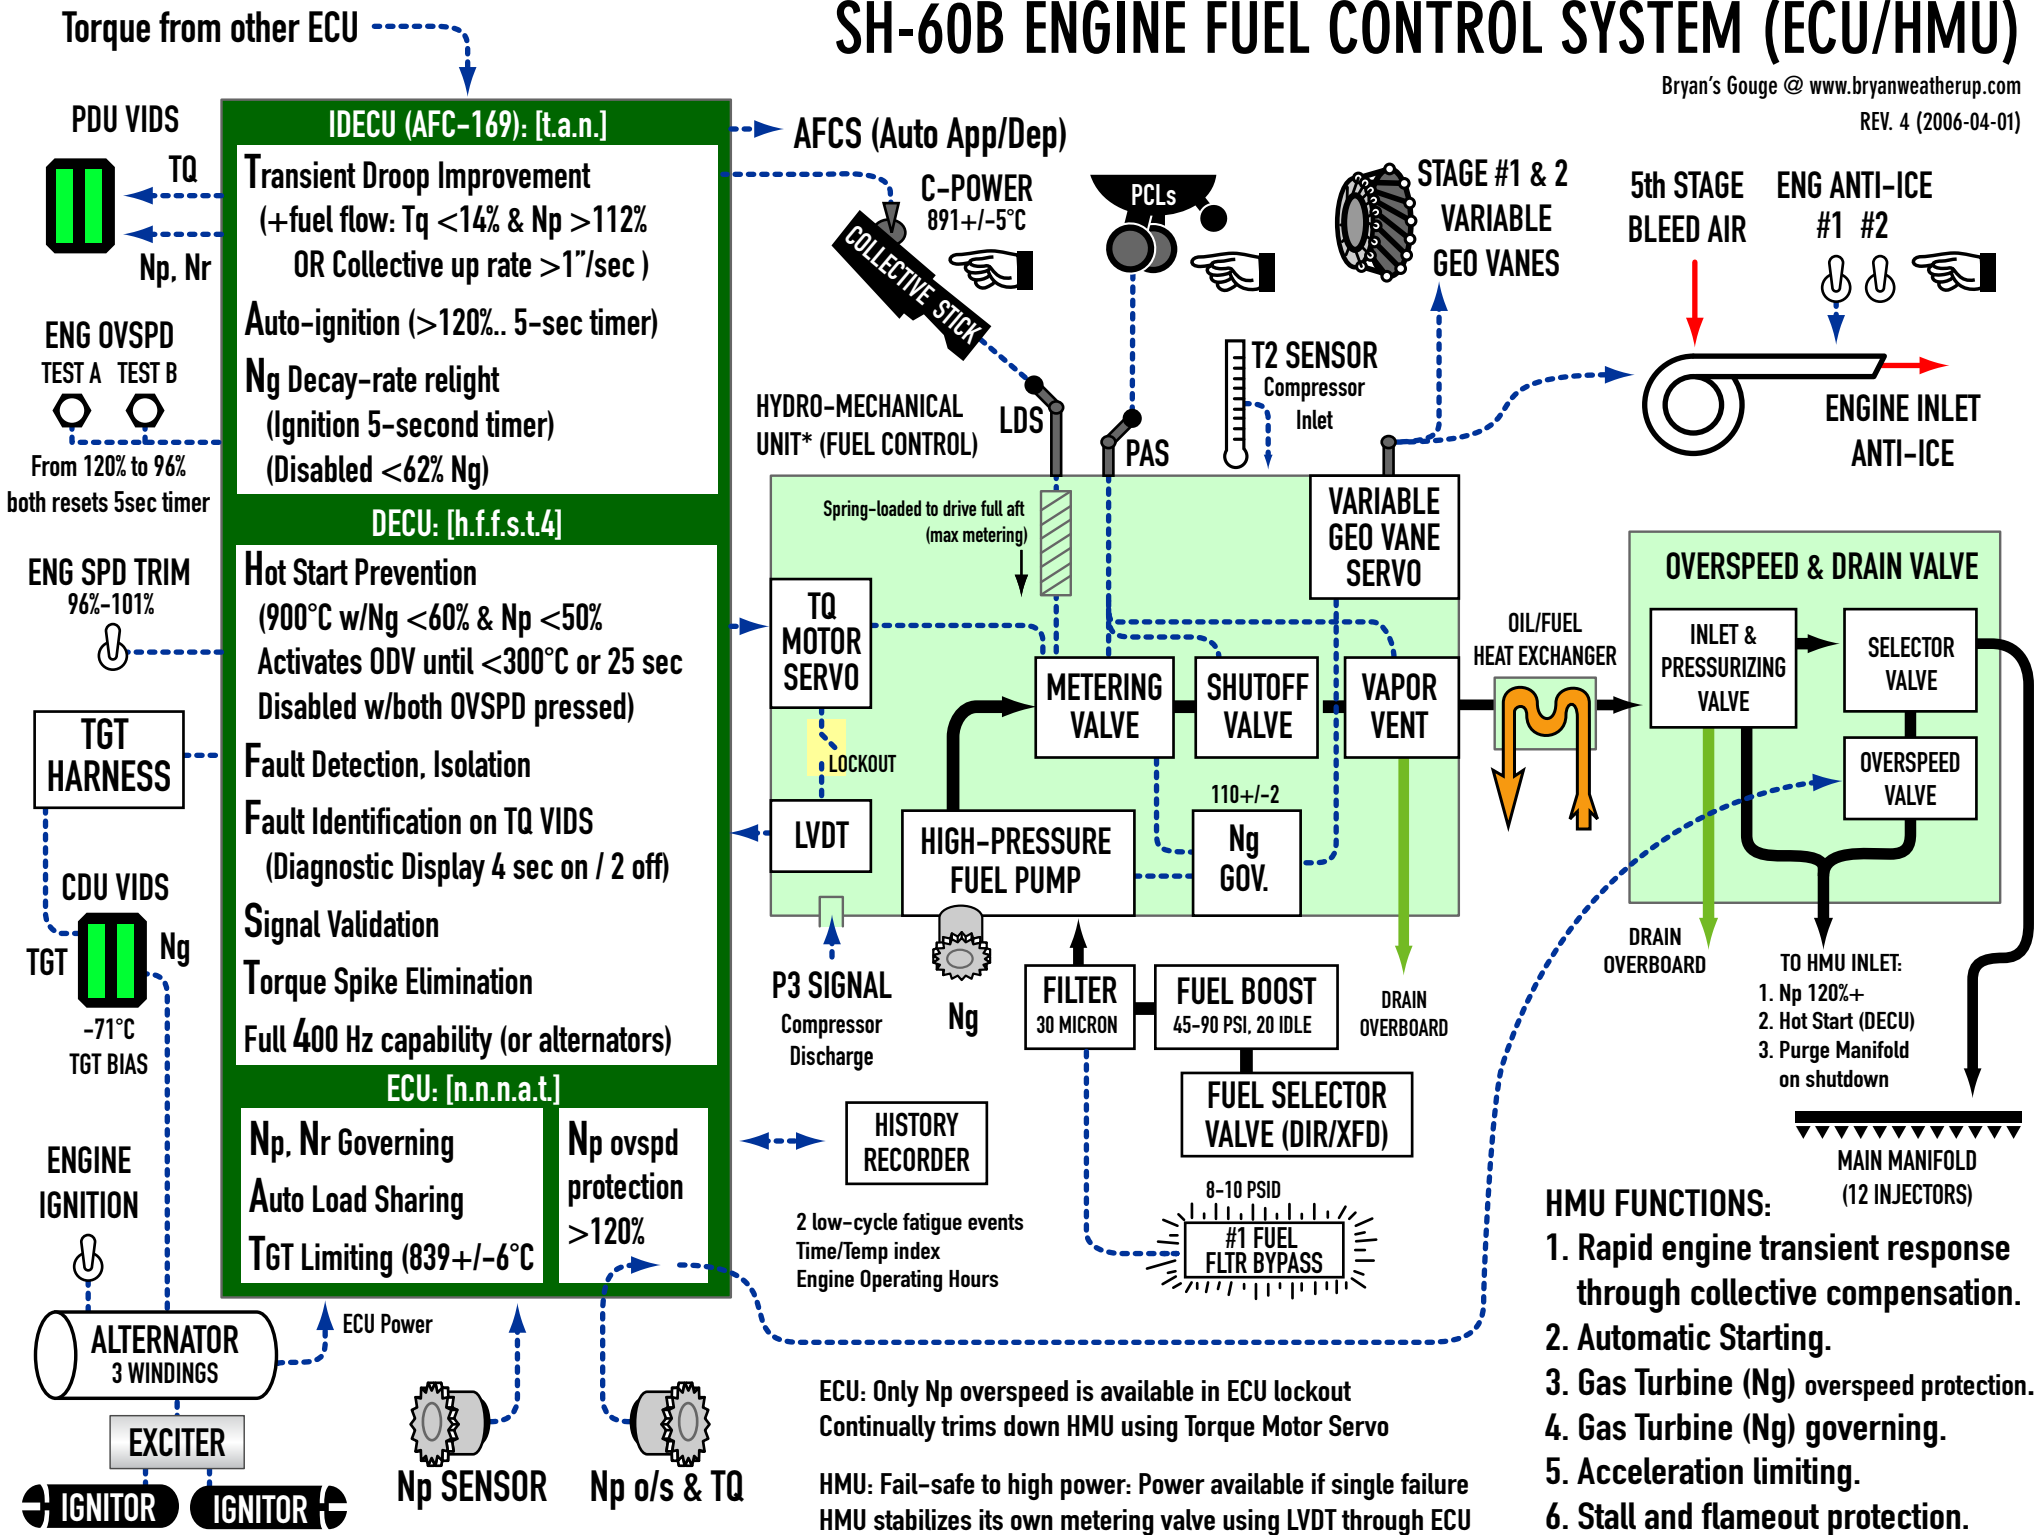 SH-60B ENGINE FUEL CONTROL SYSTEM (ECU/HMU)
Bryan's Gouge @ www.bryanweatherup.com
REV. 4 (2006-04-01)
Torque from other ECU
PDU VIDS
TQ
Np, Nr
ENG OVSPD
TEST A TEST B
From 120% to 96%
both resets 5sec timer
ENG SPD TRIM
96%-101%
TGT
HARNESS
CDU VIDS
TGT
Ng
-71°C
TGT BIAS
ENGINE
IGNITION
ALTERNATOR
3 WINDINGS
EXCITER
IGNITOR
IGNITOR
IDECU (AFC-169): [t.a.n.]
Transient Droop Improvement
(+fuel flow: Tq <14% & Np >112%
OR Collective up rate >1"/sec )
Auto-ignition (>120%.. 5-sec timer)
Ng Decay-rate relight
(Ignition 5-second timer)
(Disabled <62% Ng)
DECU: [h.f.f.s.t.4]
Hot Start Prevention
(900°C w/Ng <60% & Np <50%
Activates ODV until <300°C or 25 sec
Disabled w/both OVSPD pressed)
Fault Detection, Isolation
Fault Identification on TQ VIDS
(Diagnostic Display 4 sec on / 2 off)
Signal Validation
Torque Spike Elimination
Full 400 Hz capability (or alternators)
ECU: [n.n.n.a.t.]
Np, Nr Governing
Auto Load Sharing
TGT Limiting (839+/-6°C
Np ovspd
protection
>120%
ECU Power
Np SENSOR
Np o/s & TQ
AFCS (Auto App/Dep)
C-POWER
891+/-5°C
COLLECTIVE STICK
PCLs
STAGE #1 & 2
VARIABLE
GEO VANES
5th STAGE
BLEED AIR
ENG ANTI-ICE
#1 #2
ENGINE INLET
ANTI-ICE
T2 SENSOR
Compressor
Inlet
HYDRO-MECHANICAL
UNIT* (FUEL CONTROL)
LDS
PAS
Spring-loaded to drive full aft
(max metering)
VARIABLE
GEO VANE
SERVO
TQ
MOTOR
SERVO
LOCKOUT
LVDT
METERING
VALVE
SHUTOFF
VALVE
VAPOR
VENT
HIGH-PRESSURE
FUEL PUMP
110+/-2
Ng
GOV.
P3 SIGNAL
Compressor
Discharge
Ng
FILTER
30 MICRON
FUEL BOOST
45-90 PSI, 20 IDLE
DRAIN
OVERBOARD
FUEL SELECTOR
VALVE (DIR/XFD)
8-10 PSID
#1 FUEL
FLTR BYPASS
HISTORY
RECORDER
2 low-cycle fatigue events
Time/Temp index
Engine Operating Hours
OIL/FUEL
HEAT EXCHANGER
OVERSPEED & DRAIN VALVE
INLET &
PRESSURIZING
VALVE
SELECTOR
VALVE
OVERSPEED
VALVE
DRAIN
OVERBOARD
TO HMU INLET:
1. Np 120%+
2. Hot Start (DECU)
3. Purge Manifold
on shutdown
MAIN MANIFOLD
(12 INJECTORS)
ECU: Only Np overspeed is available in ECU lockout
Continually trims down HMU using Torque Motor Servo
HMU: Fail-safe to high power: Power available if single failure
HMU stabilizes its own metering valve using LVDT through ECU
HMU FUNCTIONS:
1. Rapid engine transient response
through collective compensation.
2. Automatic Starting.
3. Gas Turbine (Ng) overspeed protection.
4. Gas Turbine (Ng) governing.
5. Acceleration limiting.
6. Stall and flameout protection.